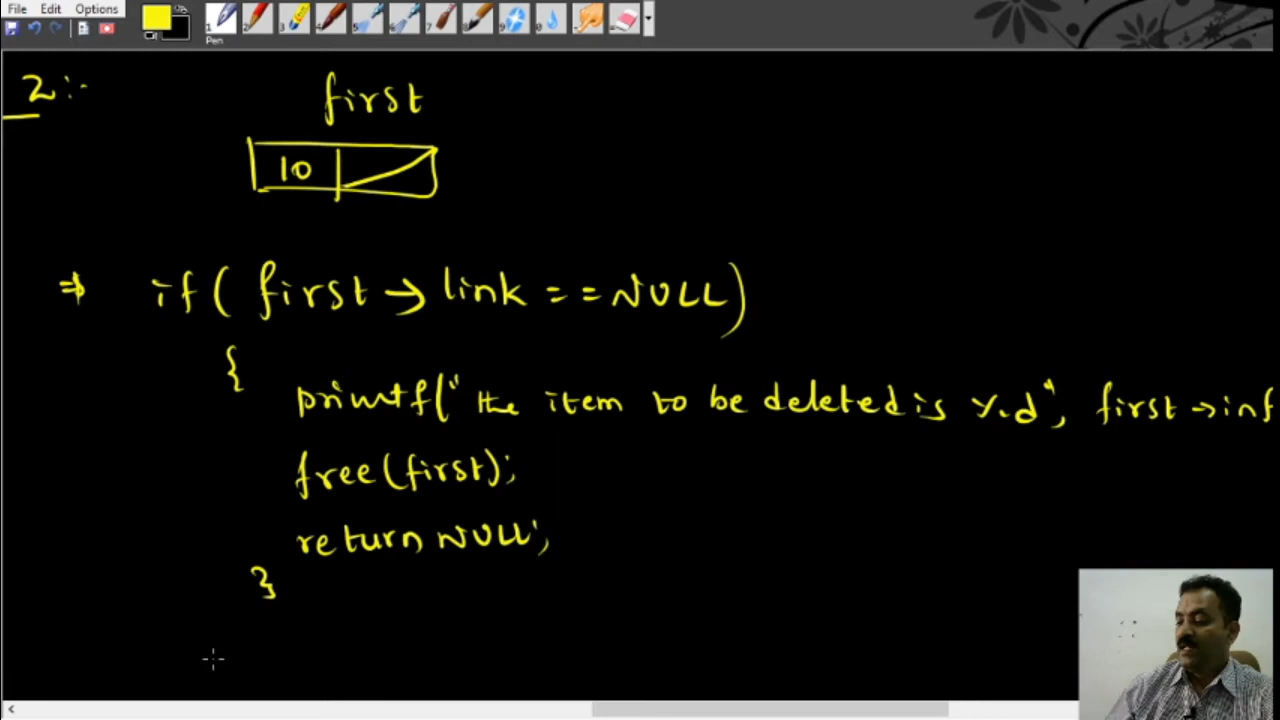 File Edit Options
Pen
2:-
first
10
⇒ if ( first → link == NULL)
{
printf(" the item to be deleted is %d", first → inf
free(first);
return NULL;
}